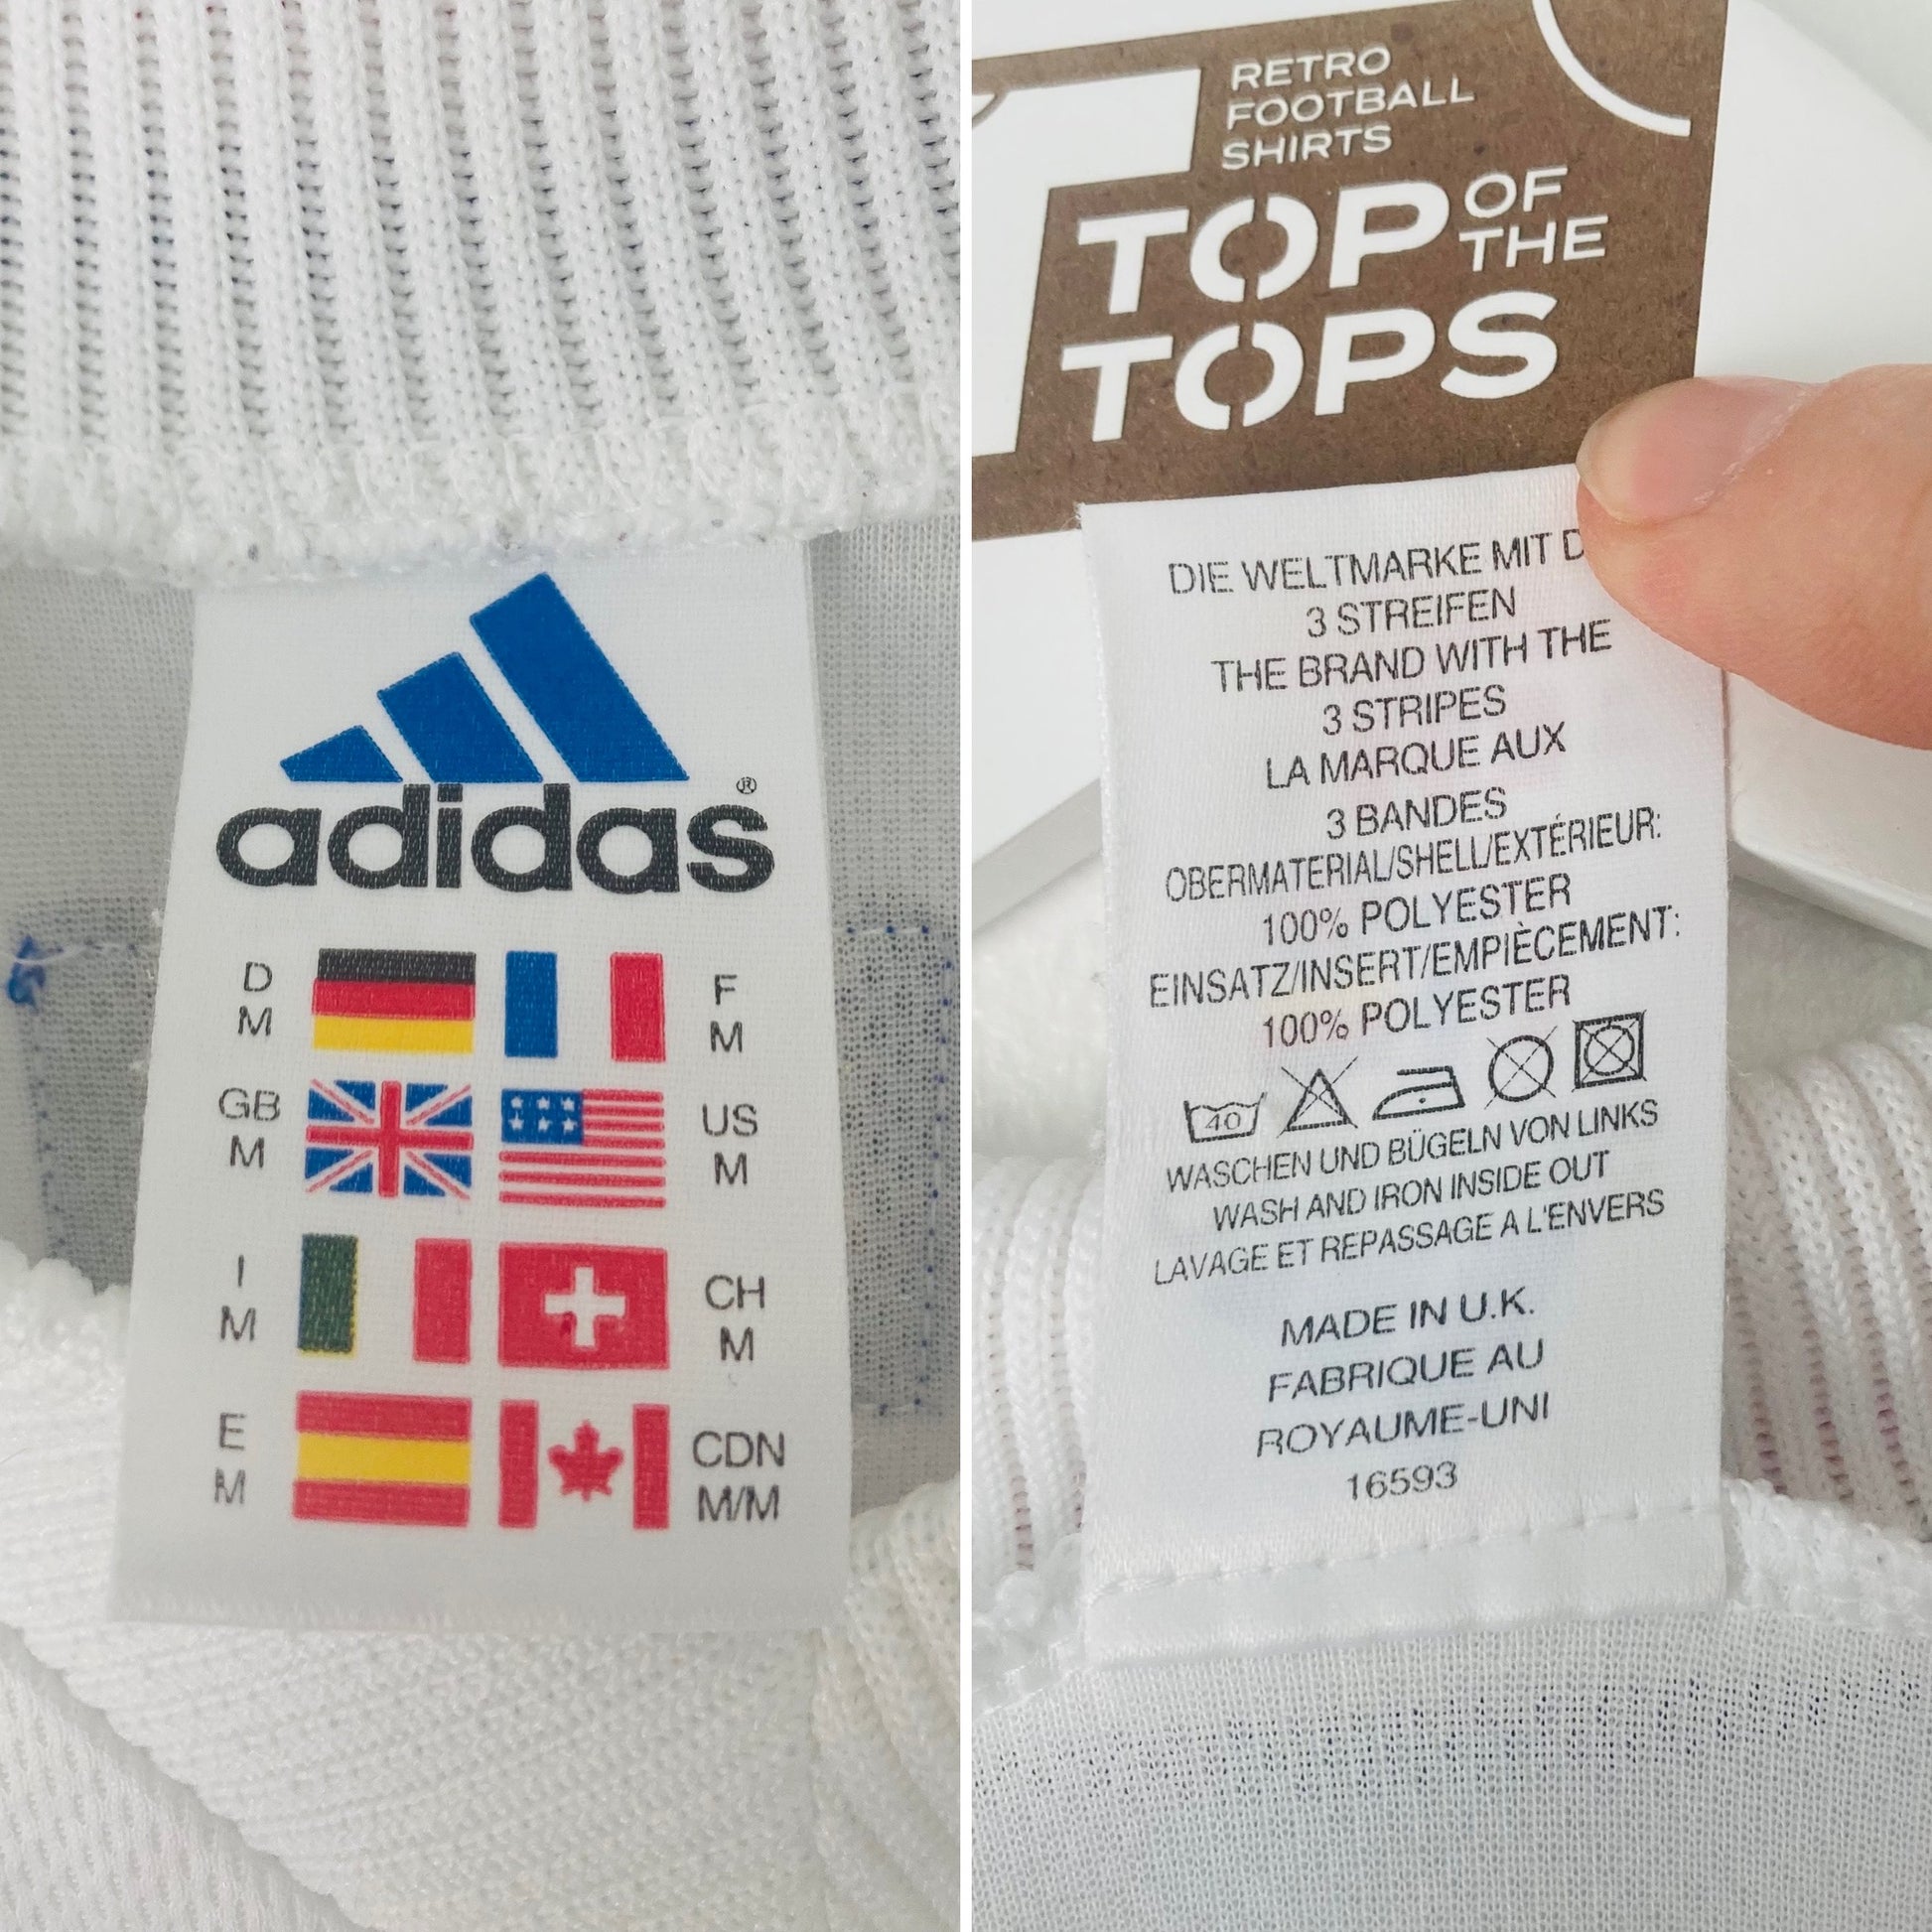 adidas®
D
M
F
M
GB
M
US
M
I
M
CH
M
E
M
CDN
M/M
RETRO
FOOTBALL
SHIRTS
TOP OF
THE
TOPS
DIE WELTMARKE MIT
3 STREIFEN
THE BRAND WITH THE
3 STRIPES
LA MARQUE AUX
3 BANDES
OBERMATERIAL/SHELL/EXTÉRIEUR:
100% POLYESTER
EINSATZ/INSERT/EMPIÈCEMENT:
100% POLYESTER
40
WASCHEN UND BÜGELN VON LINKS
WASH AND IRON INSIDE OUT
LAVAGE ET REPASSAGE A L'ENVERS
MADE IN U.K.
FABRIQUE AU
ROYAUME-UNI
16593